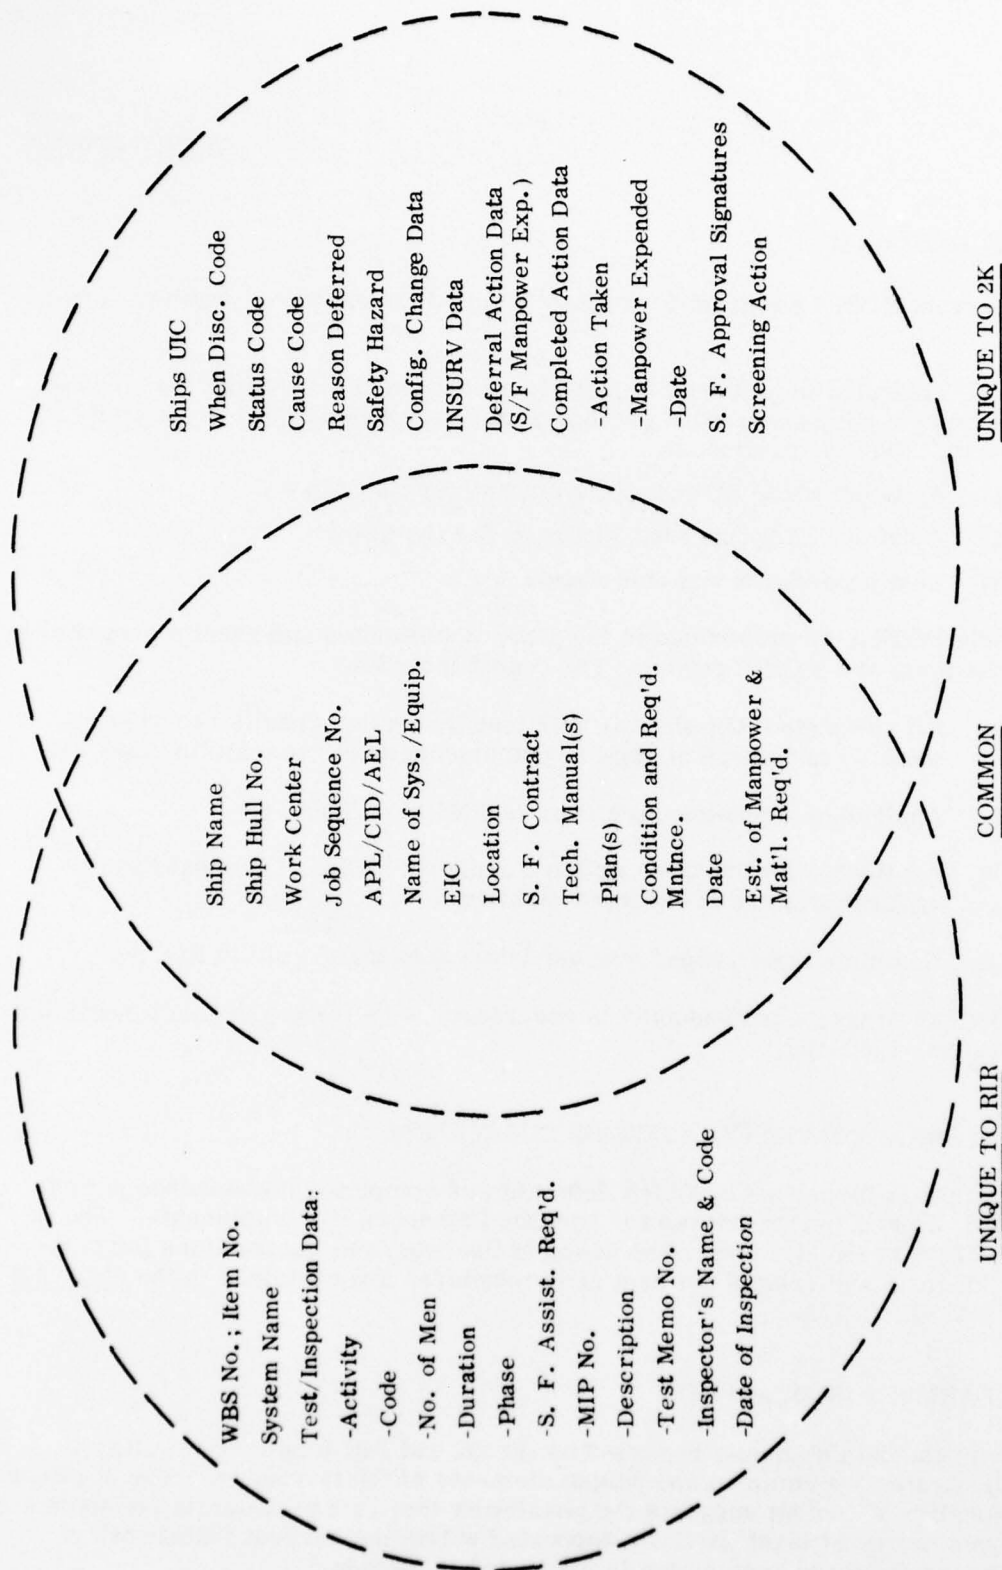 WBS No. ; Item No.
System Name
Test/Inspection Data:
-Activity
-Code
-No. of Men
-Duration
-Phase
-S. F. Assist. Req'd.
-MIP No.
-Description
-Test Memo No.
-Inspector's Name & Code
-Date of Inspection
UNIQUE TO RIR
Ship Name
Ship Hull No.
Work Center
Job Sequence No.
APL/CID/AEL
Name of Sys./Equip.
EIC
Location
S. F. Contract
Tech. Manual(s)
Plan(s)
Condition and Req'd.
Mntnce.
Date
Est. of Manpower &
Mat'l. Req'd.
COMMON
Ships UIC
When Disc. Code
Status Code
Cause Code
Reason Deferred
Safety Hazard
Config. Change Data
INSURV Data
Deferral Action Data
(S/F Manpower Exp.)
Completed Action Data
-Action Taken
-Manpower Expended
-Date
S. F. Approval Signatures
Screening Action
UNIQUE TO 2K